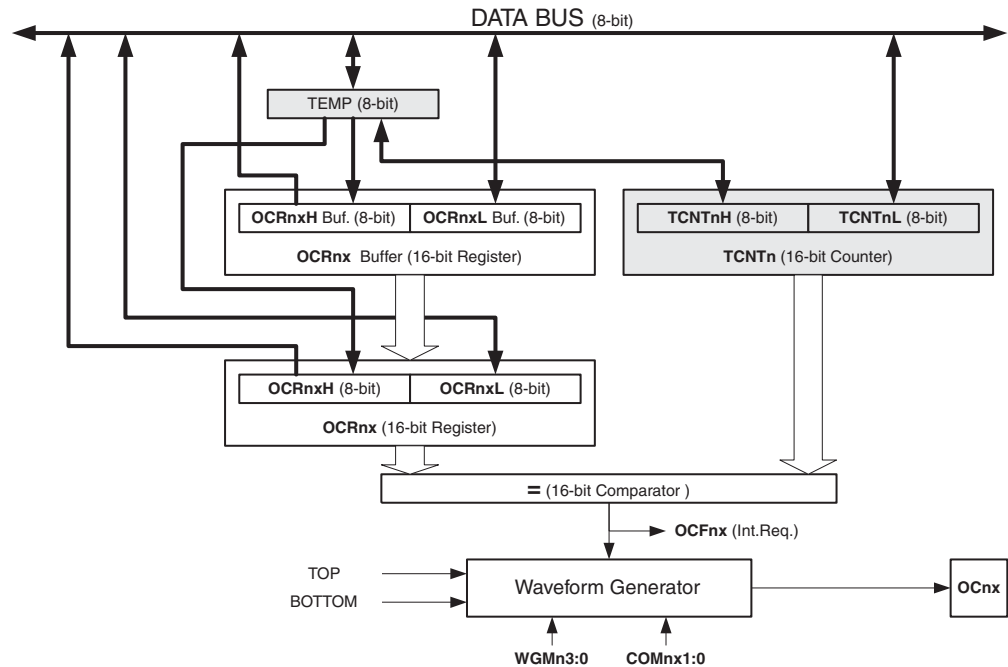 DATA BUS (8-bit)
TEMP (8-bit)
OCRnxH Buf. (8-bit)
OCRnxL Buf. (8-bit)
OCRnx Buffer (16-bit Register)
TCNTnH (8-bit)
TCNTnL (8-bit)
TCNTn (16-bit Counter)
OCRnxH (8-bit)
OCRnxL (8-bit)
OCRnx (16-bit Register)
= (16-bit Comparator )
OCFnx (Int.Req.)
TOP
BOTTOM
Waveform Generator
OCnx
WGMn3:0
COMnx1:0